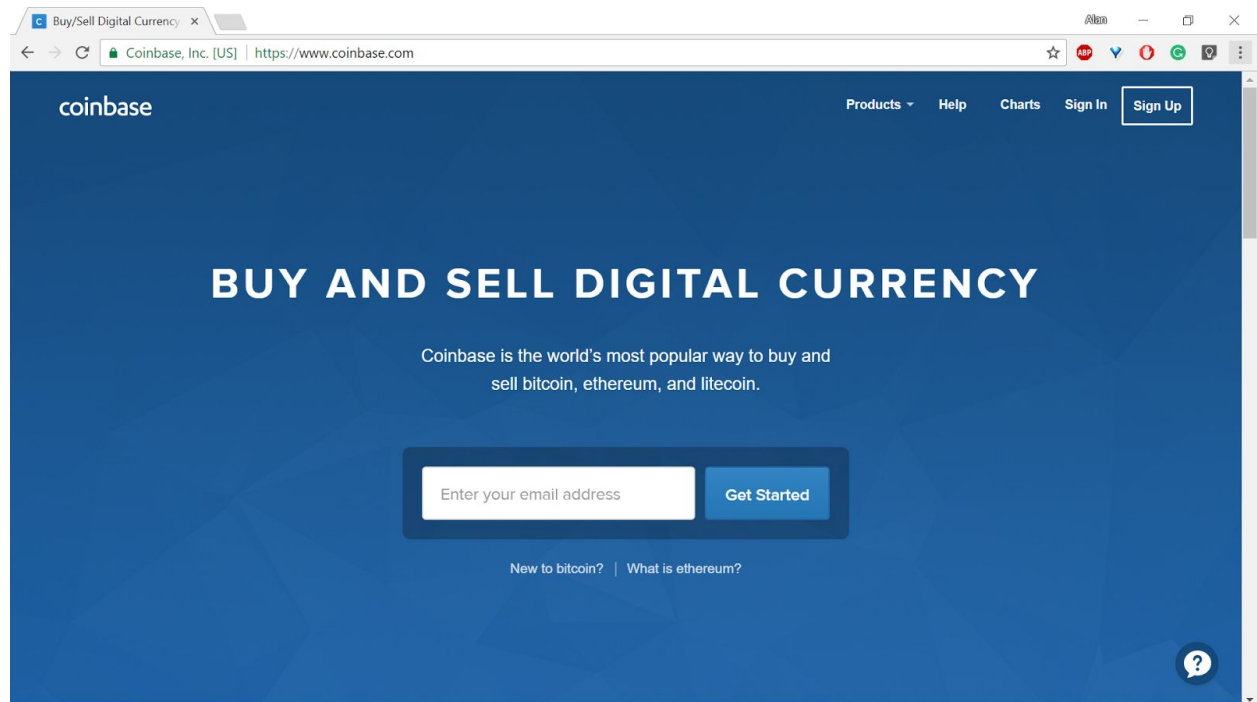 Buy/Sell Digital Currency
Alan
Coinbase, Inc. [US] | https://www.coinbase.com
ABP
coinbase
Products
Help
Charts
Sign In
Sign Up
BUY AND SELL DIGITAL CURRENCY
Coinbase is the world's most popular way to buy and
sell bitcoin, ethereum, and litecoin.
Enter your email address
Get Started
New to bitcoin? | What is ethereum?
?